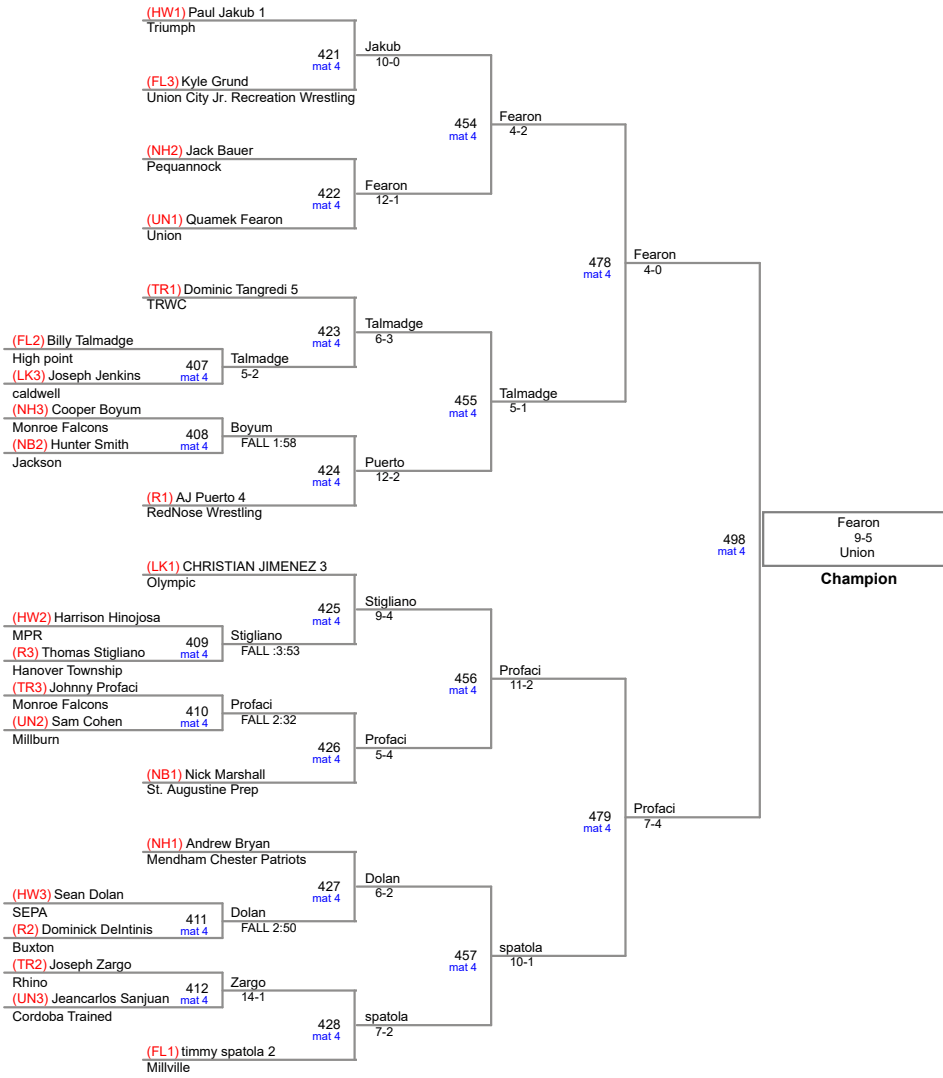 (HW1) Paul Jakub 1
Triumph
421
mat 4
Jakub
10-0
(FL3) Kyle Grund
Union City Jr. Recreation Wrestling
454
mat 4
Fearon
4-2
(NH2) Jack Bauer
Pequannock
422
mat 4
Fearon
12-1
(UN1) Quamek Fearon
Union
478
mat 4
Fearon
4-0
(TR1) Dominic Tangredi 5
TRWC
423
mat 4
Talmadge
6-3
(FL2) Billy Talmadge
High point
407
mat 4
Talmadge
5-2
(LK3) Joseph Jenkins
caldwell
455
mat 4
Talmadge
5-1
(NH3) Cooper Boyum
Monroe Falcons
408
mat 4
Boyum
FALL 1:58
(NB2) Hunter Smith
Jackson
424
mat 4
Puerto
12-2
(R1) AJ Puerto 4
RedNose Wrestling
498
mat 4
Fearon
9-5
Union
Champion
(LK1) CHRISTIAN JIMENEZ 3
Olympic
425
mat 4
Stigliano
9-4
(HW2) Harrison Hinojosa
MPR
409
mat 4
Stigliano
FALL :3:53
(R3) Thomas Stigliano
Hanover Township
456
mat 4
Profaci
11-2
(TR3) Johnny Profaci
Monroe Falcons
410
mat 4
Profaci
FALL 2:32
(UN2) Sam Cohen
Millburn
426
mat 4
Profaci
5-4
(NB1) Nick Marshall
St. Augustine Prep
479
mat 4
Profaci
7-4
(NH1) Andrew Bryan
Mendham Chester Patriots
427
mat 4
Dolan
6-2
(HW3) Sean Dolan
SEPA
411
mat 4
Dolan
FALL 2:50
(R2) Dominick DeIntinis
Buxton
457
mat 4
spatola
10-1
(TR2) Joseph Zargo
Rhino
412
mat 4
Zargo
14-1
(UN3) Jeancarlos Sanjuan
Cordoba Trained
428
mat 4
spatola
7-2
(FL1) timmy spatola 2
Millville